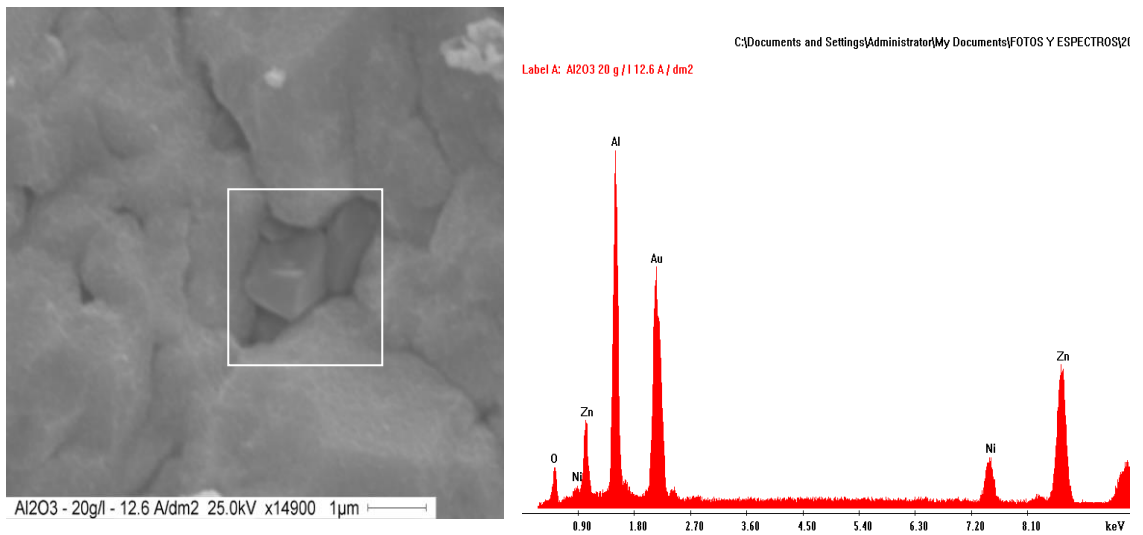 Al2O3 - 20g/l - 12.6 A/dm2 25.0kV x14900 1µm
C:\Documents and Settings\Administrator\My Documents\FOTOS Y ESPECTROS\20
Label A: Al2O3 20 g / l 12.6 A / dm2
Al
Au
Zn
Zn
O
Ni
Ni
0.90 1.80 2.70 3.60 4.50 5.40 6.30 7.20 8.10 keV